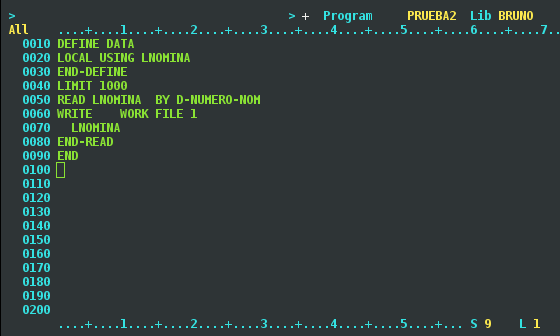 > > + Program PRUEBA2 Lib BRUNO
All ....+....1....+....2....+....3....+....4....+....5....+....6....+....7..
0010 DEFINE DATA
0020 LOCAL USING LNOMINA
0030 END-DEFINE
0040 LIMIT 1000
0050 READ LNOMINA  BY D-NUMERO-NOM
0060 WRITE    WORK FILE 1
0070   LNOMINA
0080 END-READ
0090 END
0100
0110
0120
0130
0140
0150
0160
0170
0180
0190
0200
....+....1....+....2....+....3....+....4....+....5....+... S 9    L 1